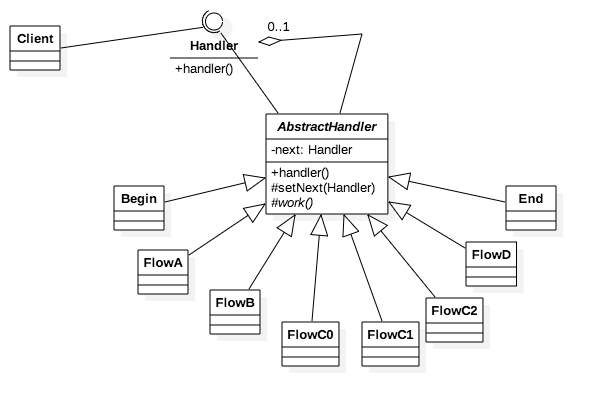 0..1
Client
Handler
+handler()
AbstractHandler
-next: Handler
+handler()
#setNext(Handler)
#work()
Begin
End
FlowA
FlowD
FlowB
FlowC2
FlowC0
FlowC1